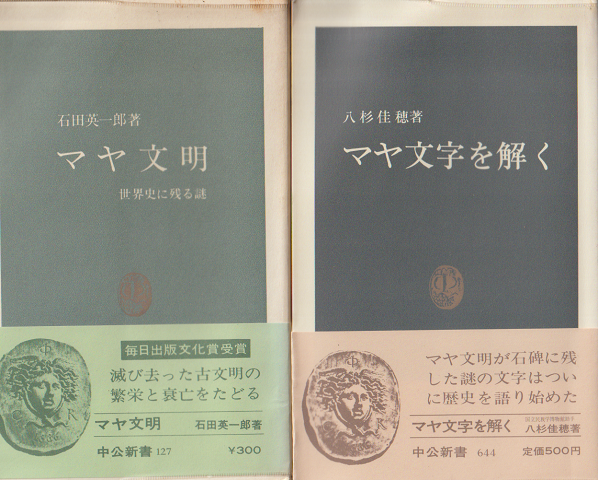 石田英一郎著
マヤ文明
世界史に残る謎
毎日出版文化賞受賞
滅び去った古文明の
繁栄と衰亡をたどる
マヤ文明 石田英一郎著
中公新書 127 ¥300
八杉佳穂著
マヤ文字を解く
マヤ文明が石碑に残
した謎の文字はつい
に歴史を語り始めた
マヤ文字を解く 八杉佳穂著
中公新書 644 定価500円